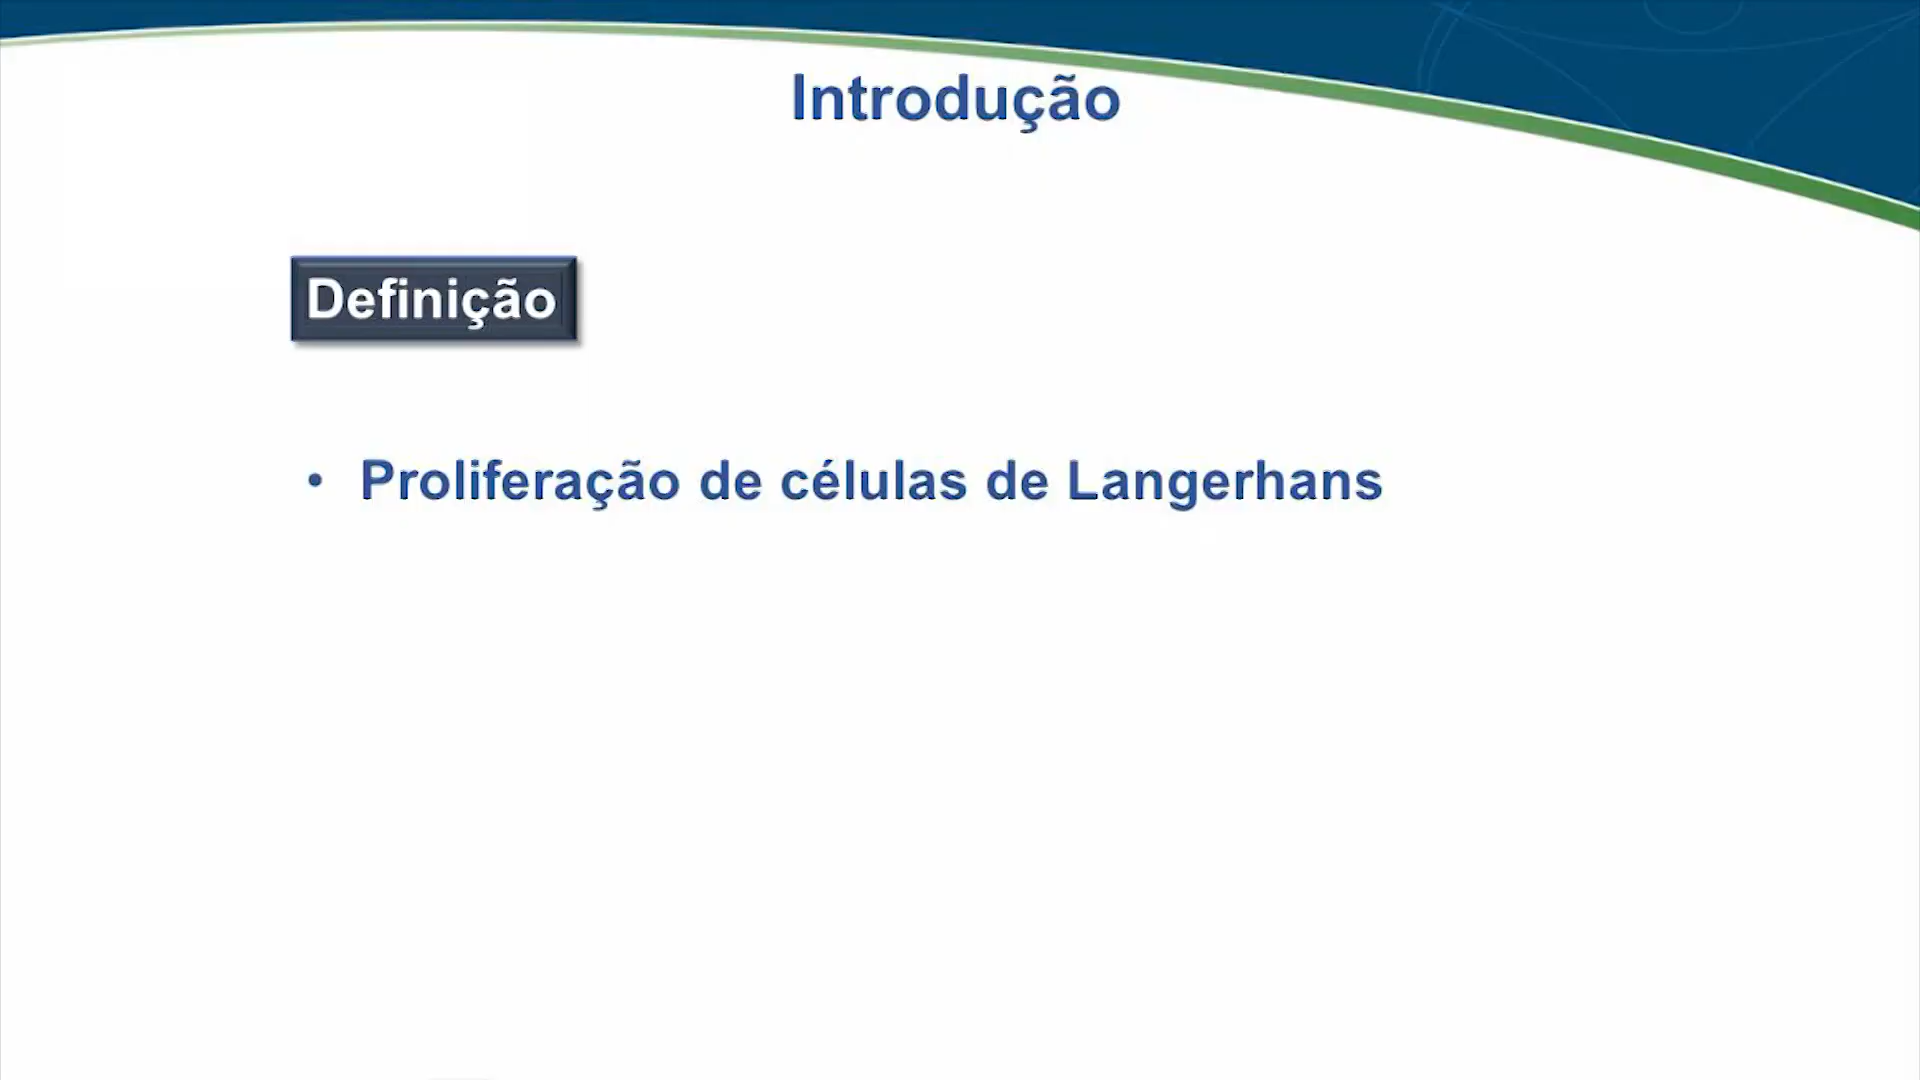 Introdução
Definição
• Proliferação de células de Langerhans